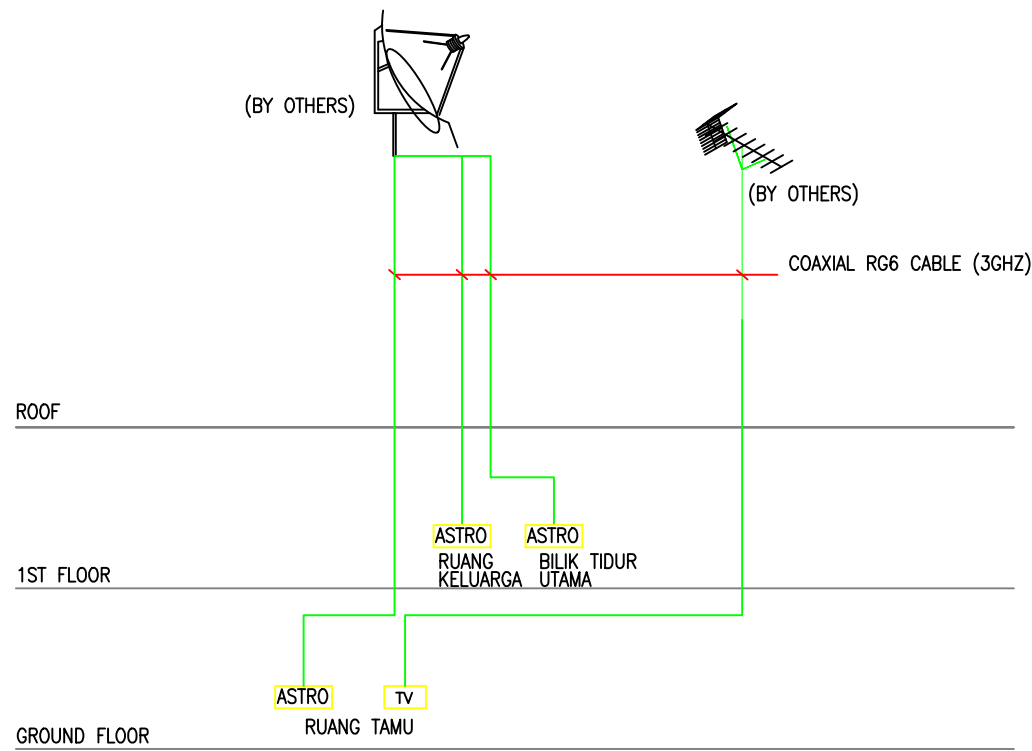 (BY OTHERS)
(BY OTHERS)
COAXIAL RG6 CABLE (3GHZ)
ROOF
ASTRO
ASTRO
RUANG
KELUARGA
BILIK TIDUR
UTAMA
1ST FLOOR
ASTRO
TV
RUANG TAMU
GROUND FLOOR